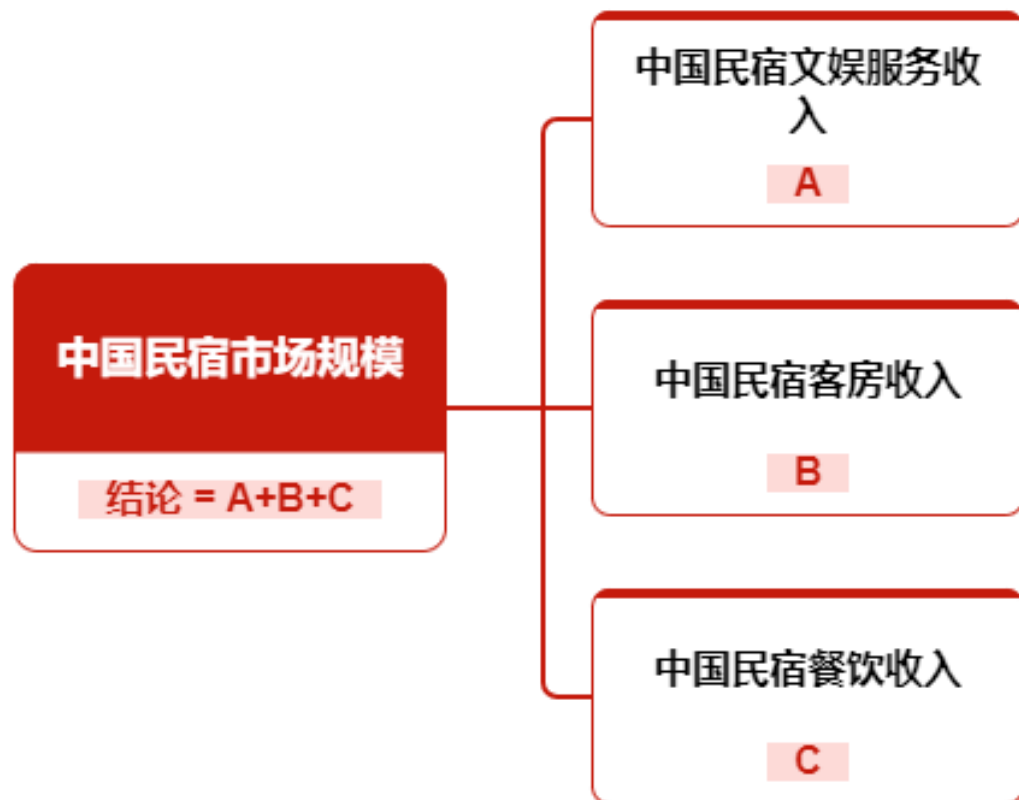 中国民宿文娱服务收
入
A
中国民宿市场规模
结论 = A+B+C
中国民宿客房收入
B
中国民宿餐饮收入
C